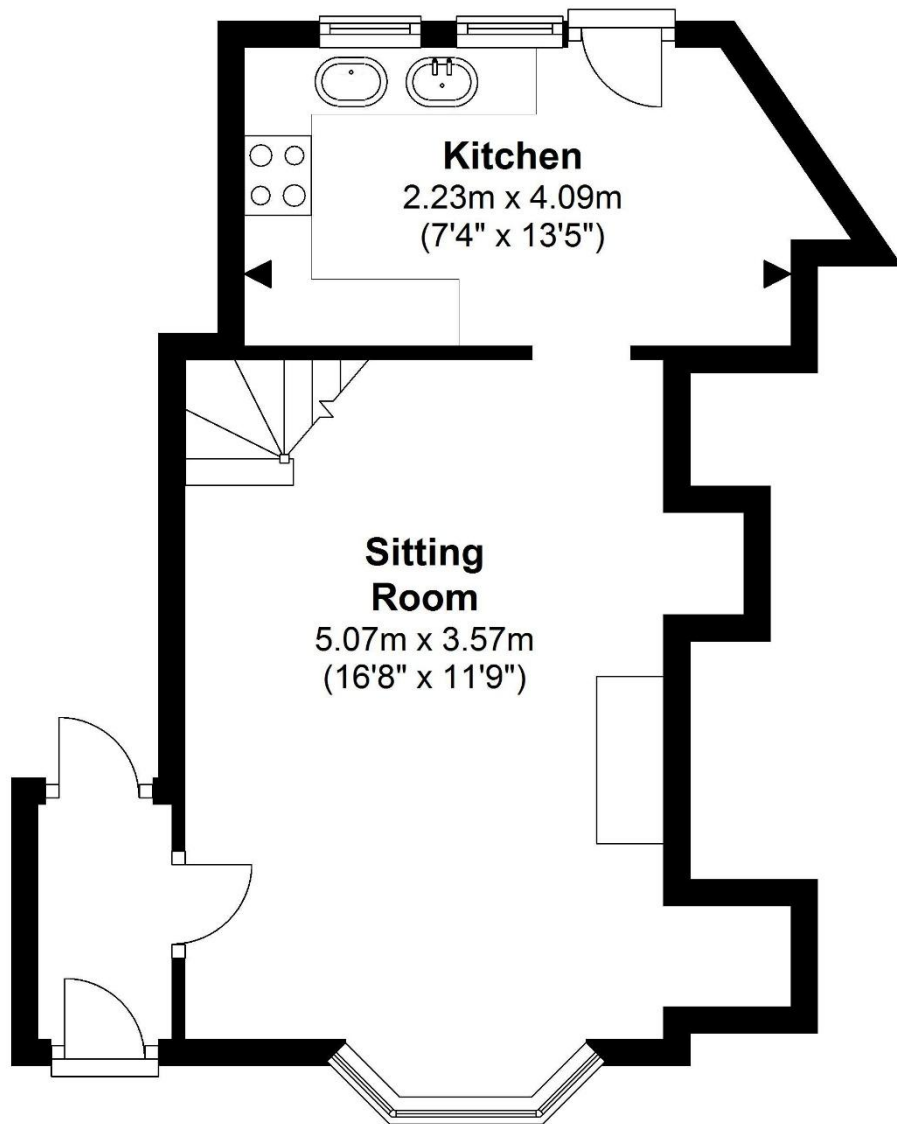 Kitchen
2.23m x 4.09m
(7'4" x 13'5")
Sitting
Room
5.07m x 3.57m
(16'8" x 11'9")